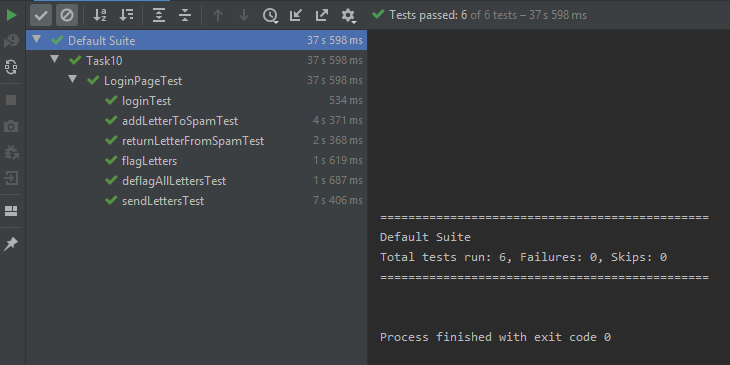 Tests passed: 6 of 6 tests – 37 s 598 ms
Default Suite 37 s 598 ms
Task10 37 s 598 ms
LoginPageTest 37 s 598 ms
loginTest 534 ms
addLetterToSpamTest 4 s 371 ms
returnLetterFromSpamTest 2 s 368 ms
flagLetters 1 s 619 ms
deflagAllLettersTest 1 s 687 ms
sendLettersTest 7 s 406 ms
===============================================
Default Suite
Total tests run: 6, Failures: 0, Skips: 0
===============================================
Process finished with exit code 0